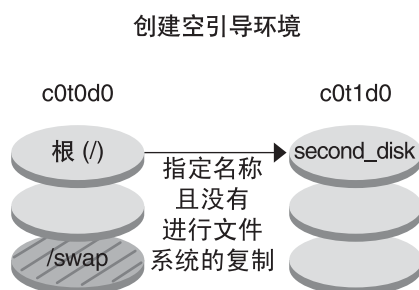 创建空引导环境
c0t0d0
c0t1d0
根 (/)
second_disk
指定名称
且没有
进行文件
系统的复制
/swap